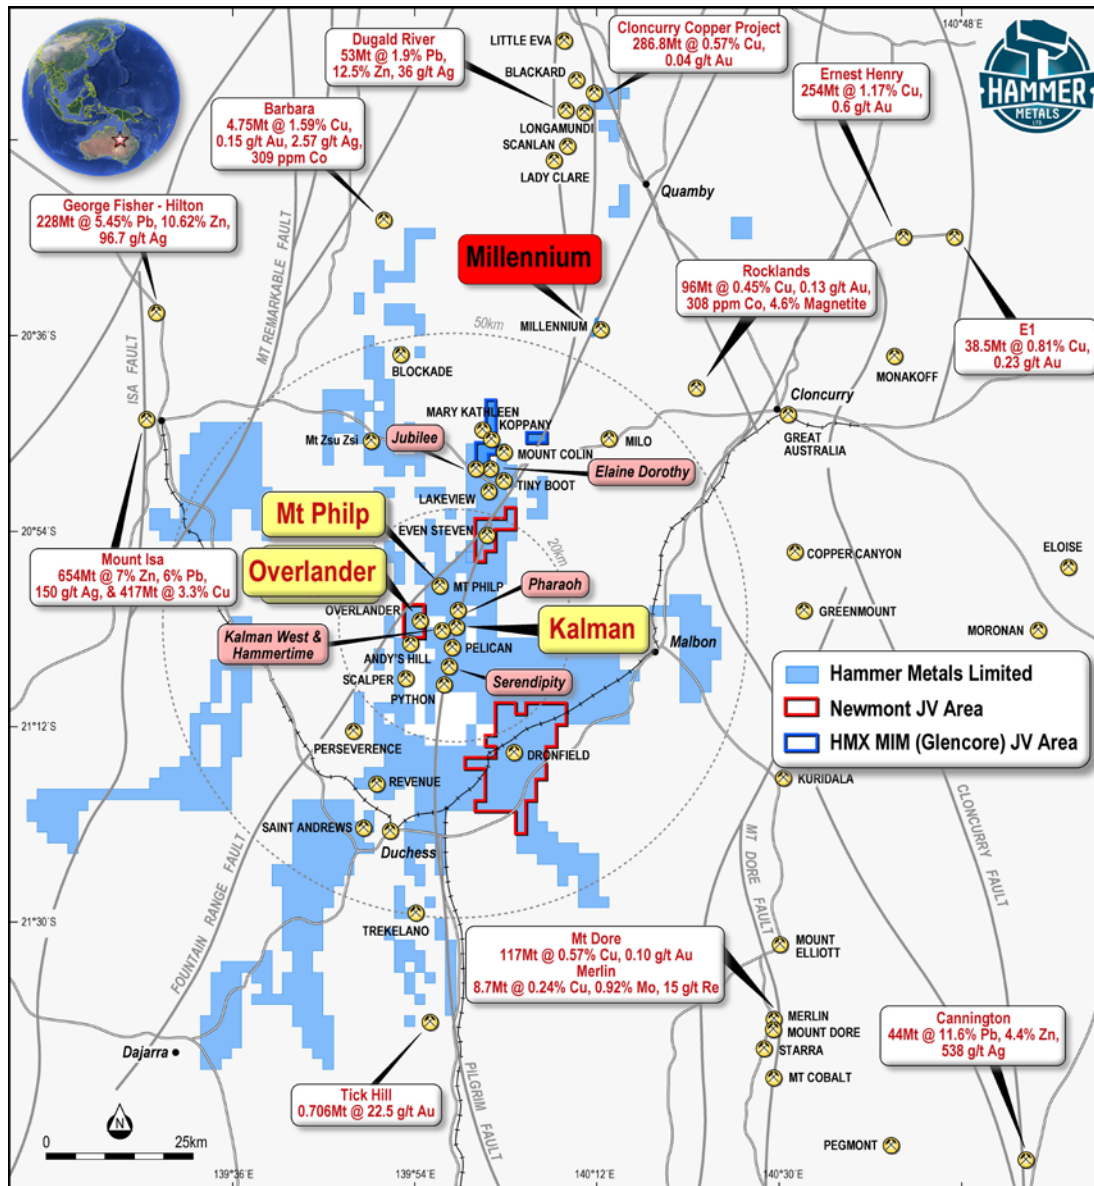 140°48´E
LITTLE EVA
Cloncurry Copper Project
286.8Mt @ 0.57% Cu,
0.04 g/t Au
Dugald River
53Mt @ 1.9% Pb,
12.5% Zn, 36 g/t Ag
HAMMER
METALS
LTD.
BLACKARD
Ernest Henry
254Mt @ 1.17% Cu,
0.6 g/t Au
Barbara
4.75Mt @ 1.59% Cu,
0.15 g/t Au, 2.57 g/t Ag,
309 ppm Co
LONGAMUNDI
SCANLAN
LADY CLARE
Quamby
George Fisher - Hilton
228Mt @ 5.45% Pb, 10.62% Zn,
96.7 g/t Ag
MT REMARKABLE FAULT
Millennium
Rocklands
96Mt @ 0.45% Cu, 0.13 g/t Au,
308 ppm Co, 4.6% Magnetite
20°36´S
50km
MILLENNIUM
E1
38.5Mt @ 0.81% Cu,
0.23 g/t Au
ISA FAULT
BLOCKADE
MONAKOFF
Cloncurry
MARY KATHLEEN
KOPPANY
Mt Zsu Zsi
Jubilee
MILO
GREAT
AUSTRALIA
MOUNT COLIN
Elaine Dorothy
TINY BOOT
LAKEVIEW
Mt Philp
20°54´S
EVEN STEVEN
20km
Mount Isa
654Mt @ 7% Zn, 6% Pb,
150 g/t Ag, & 417Mt @ 3.3% Cu
COPPER CANYON
ELOISE
Overlander
MT PHILP
Pharaoh
OVERLANDER
GREENMOUNT
Kalman
MORONAN
Kalman West &
Hammertime
Malbon
ANDY'S HILL
PELICAN
SCALPER
Serendipity
PYTHON
Hammer Metals Limited
Newmont JV Area
HMX MIM (Glencore) JV Area
21°12´S
PERSEVERENCE
DRONFIELD
REVENUE
KURIDALA
SAINT ANDREWS
Duchess
MT DORE FAULT
CLONCURRY FAULT
FOUNTAIN RANGE FAULT
21°30´S
TREKELANO
Mt Dore
117Mt @ 0.57% Cu, 0.10 g/t Au
Merlin
8.7Mt @ 0.24% Cu, 0.92% Mo, 15 g/t Re
MOUNT
ELLIOTT
MERLIN
MOUNT DORE
STARRA
Cannington
44Mt @ 11.6% Pb, 4.4% Zn,
538 g/t Ag
Dajarra
MT COBALT
Tick Hill
0.706Mt @ 22.5 g/t Au
PILGRIM FAULT
N
0 25km
PEGMONT
139°36´E 139°54´E 140°12´E 140°30´E